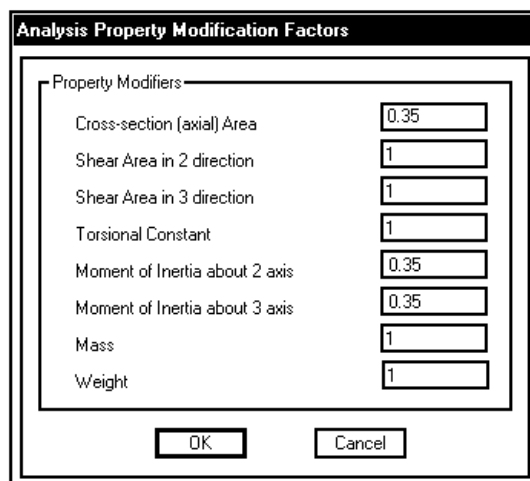 Analysis Property Modification Factors
Property Modifiers
Cross-section (axial) Area 0.35
Shear Area in 2 direction 1
Shear Area in 3 direction 1
Torsional Constant 1
Moment of Inertia about 2 axis 0.35
Moment of Inertia about 3 axis 0.35
Mass 1
Weight 1
OK Cancel